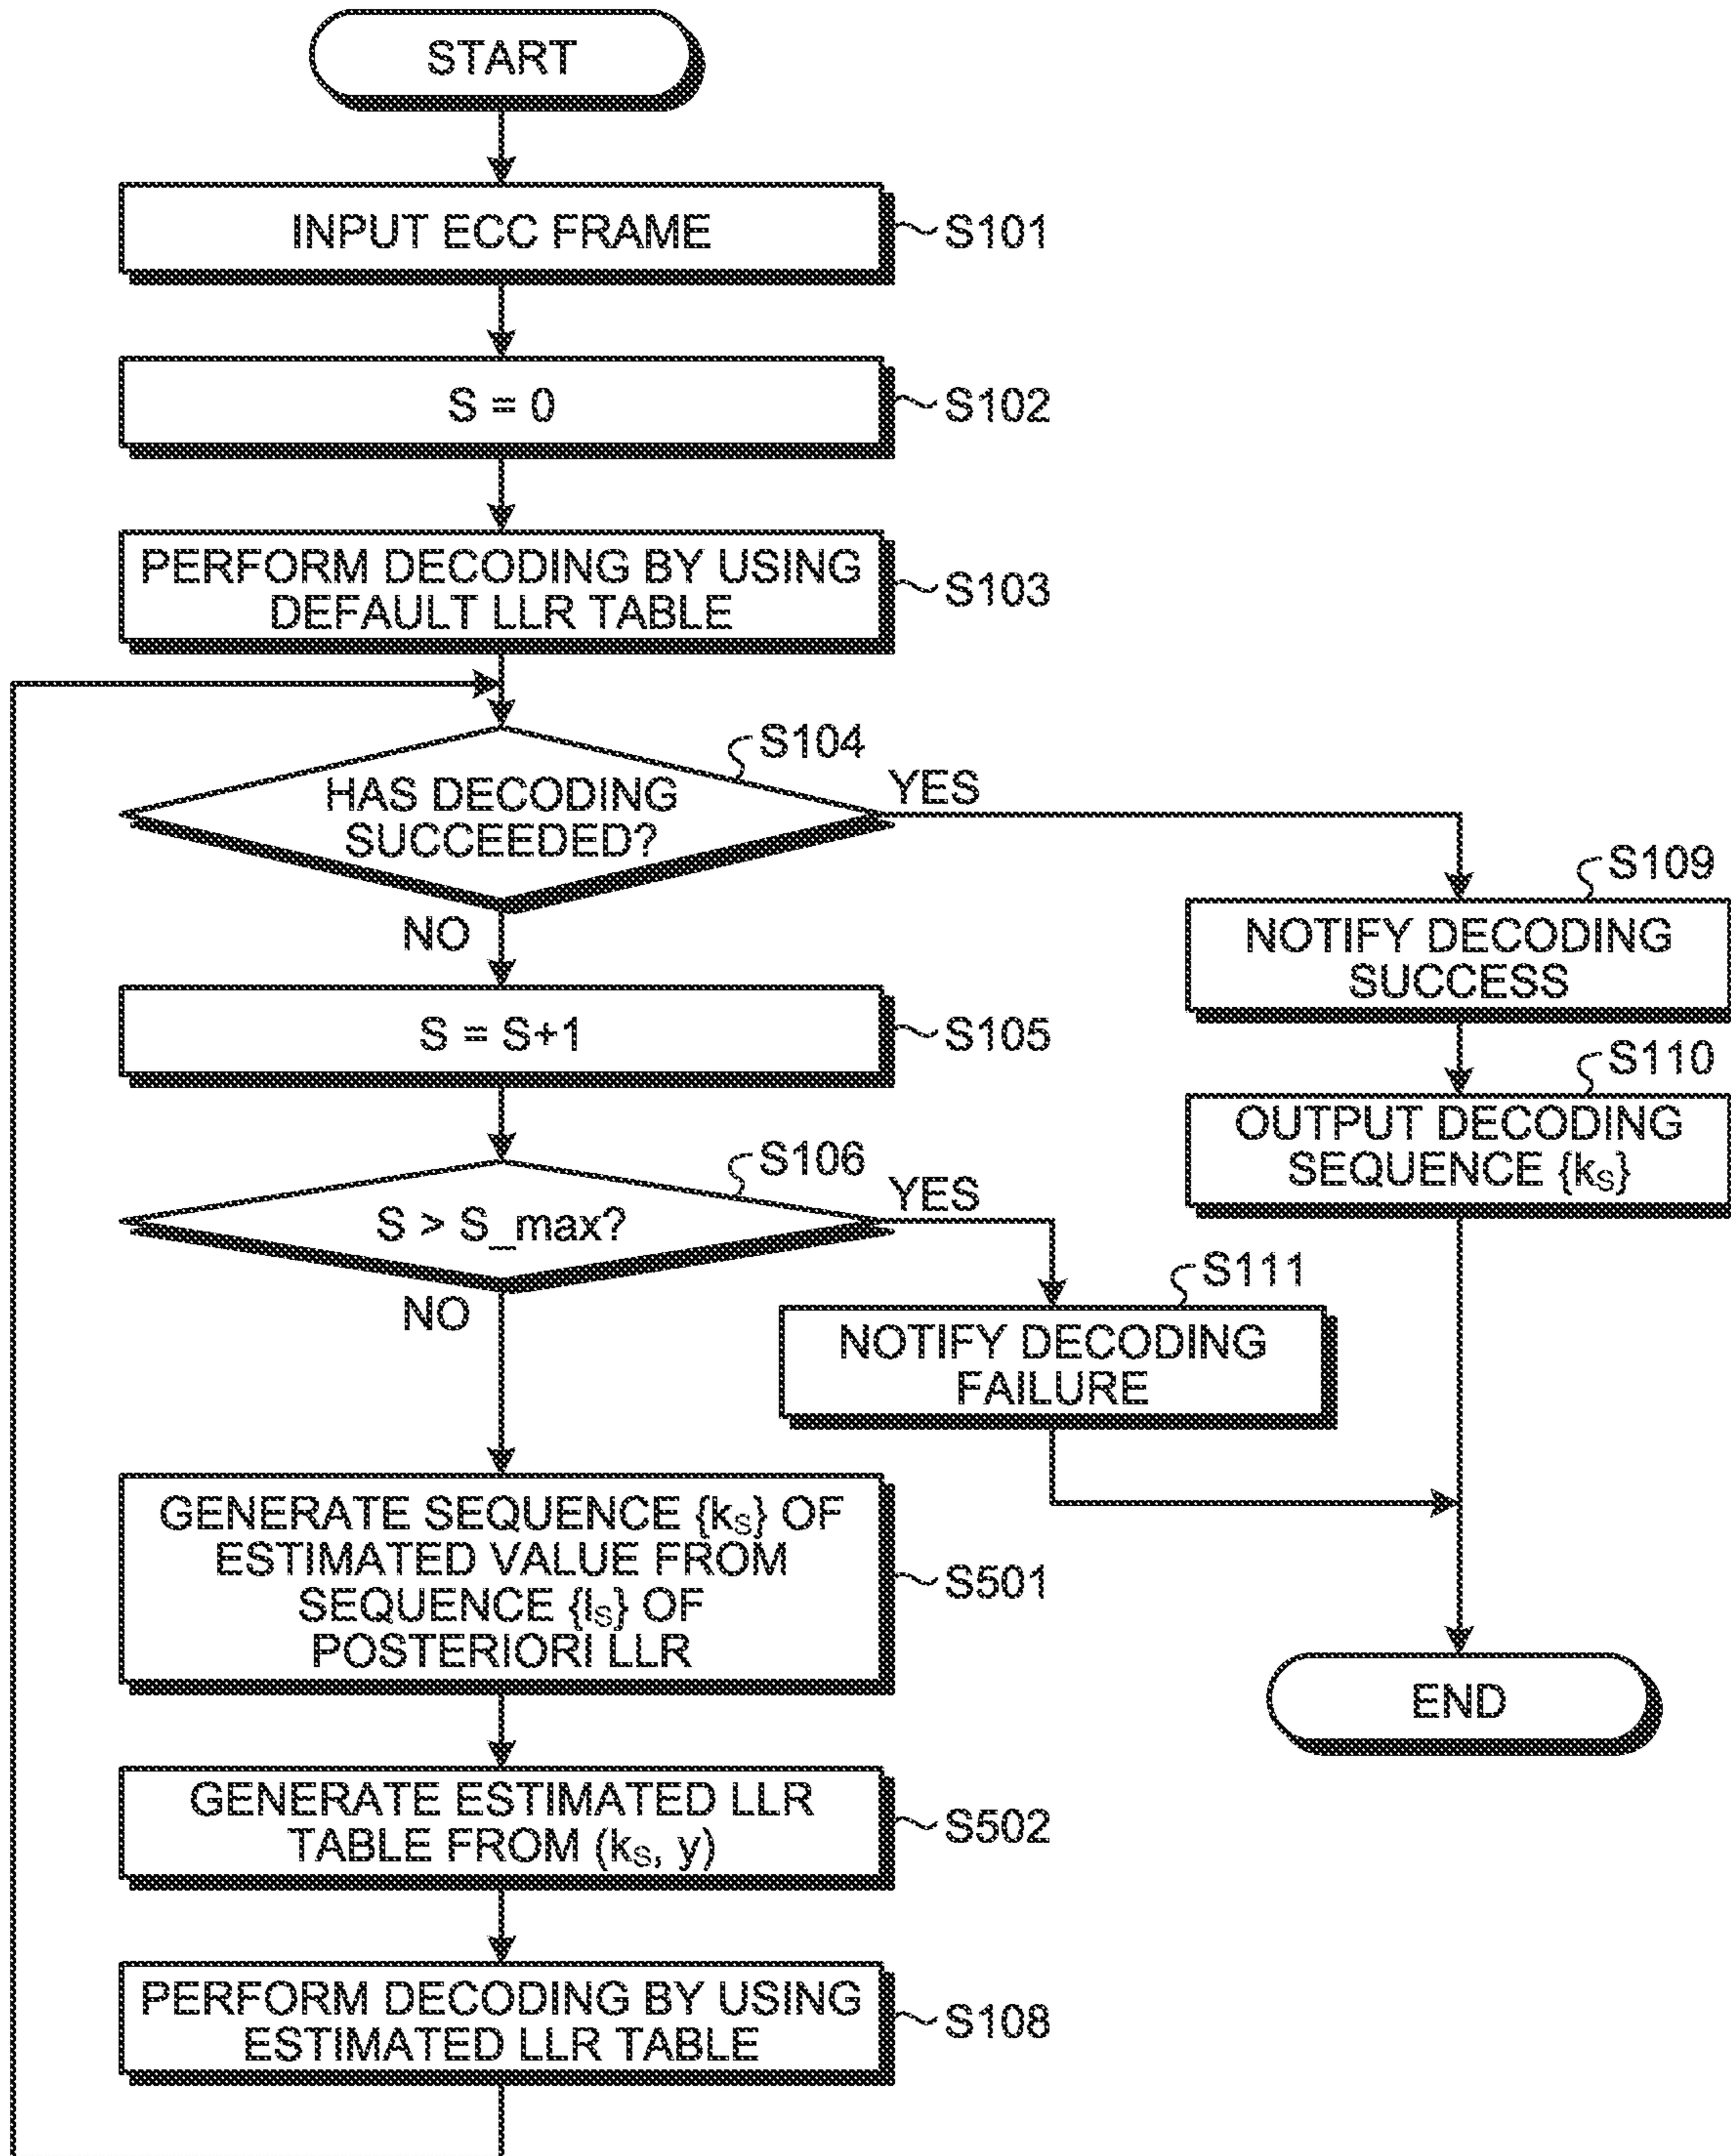 START
INPUT ECC FRAME
S101
S = 0
S102
PERFORM DECODING BY USING
DEFAULT LLR TABLE
S103
S104
HAS DECODING
SUCCEEDED?
YES
NO
S109
NOTIFY DECODING
SUCCESS
S = S+1
S105
S110
OUTPUT DECODING
SEQUENCE {kS}
S106
S > S_max?
YES
NO
S111
NOTIFY DECODING
FAILURE
GENERATE SEQUENCE {kS} OF
ESTIMATED VALUE FROM
SEQUENCE {lS} OF
POSTERIORI LLR
S501
END
GENERATE ESTIMATED LLR
TABLE FROM (kS, y)
S502
PERFORM DECODING BY USING
ESTIMATED LLR TABLE
S108